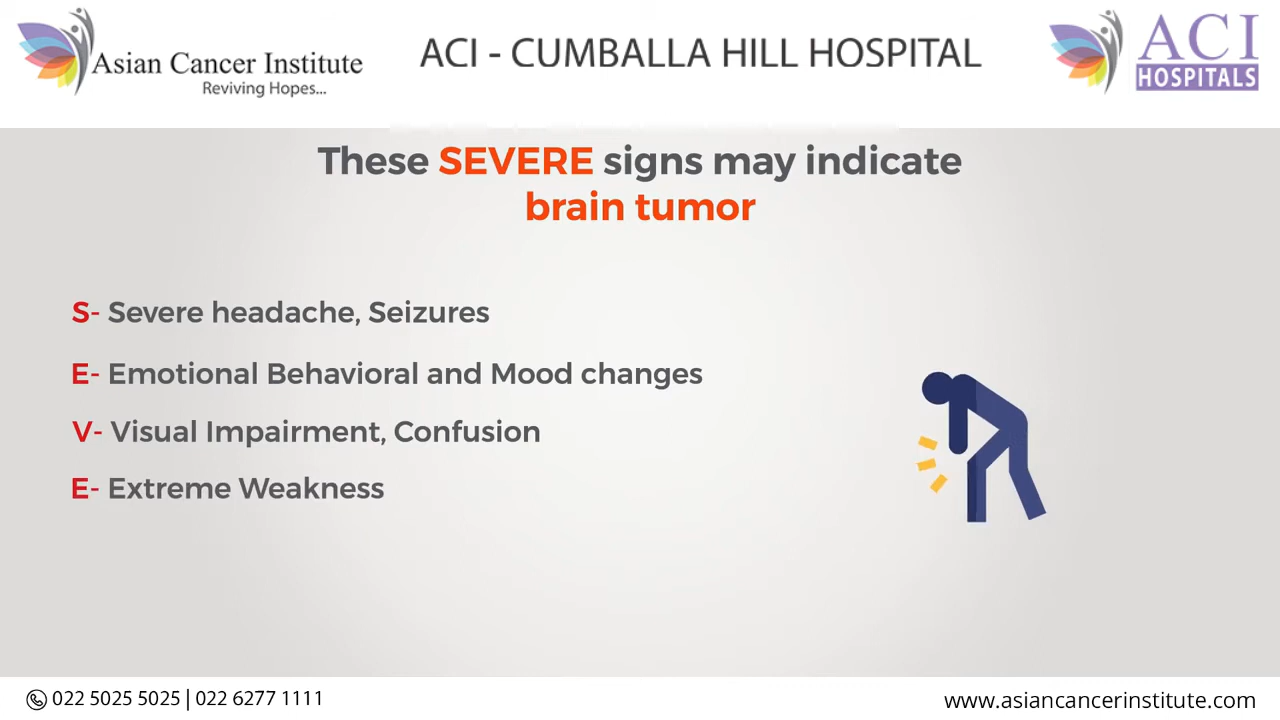 Asian Cancer Institute
Reviving Hopes...
ACI - CUMBALLA HILL HOSPITAL
ACI
HOSPITALS
These SEVERE signs may indicate
brain tumor
S- Severe headache, Seizures
E- Emotional Behavioral and Mood changes
V- Visual Impairment, Confusion
E- Extreme Weakness
022 5025 5025 | 022 6277 1111
www.asiancancerinstitute.com